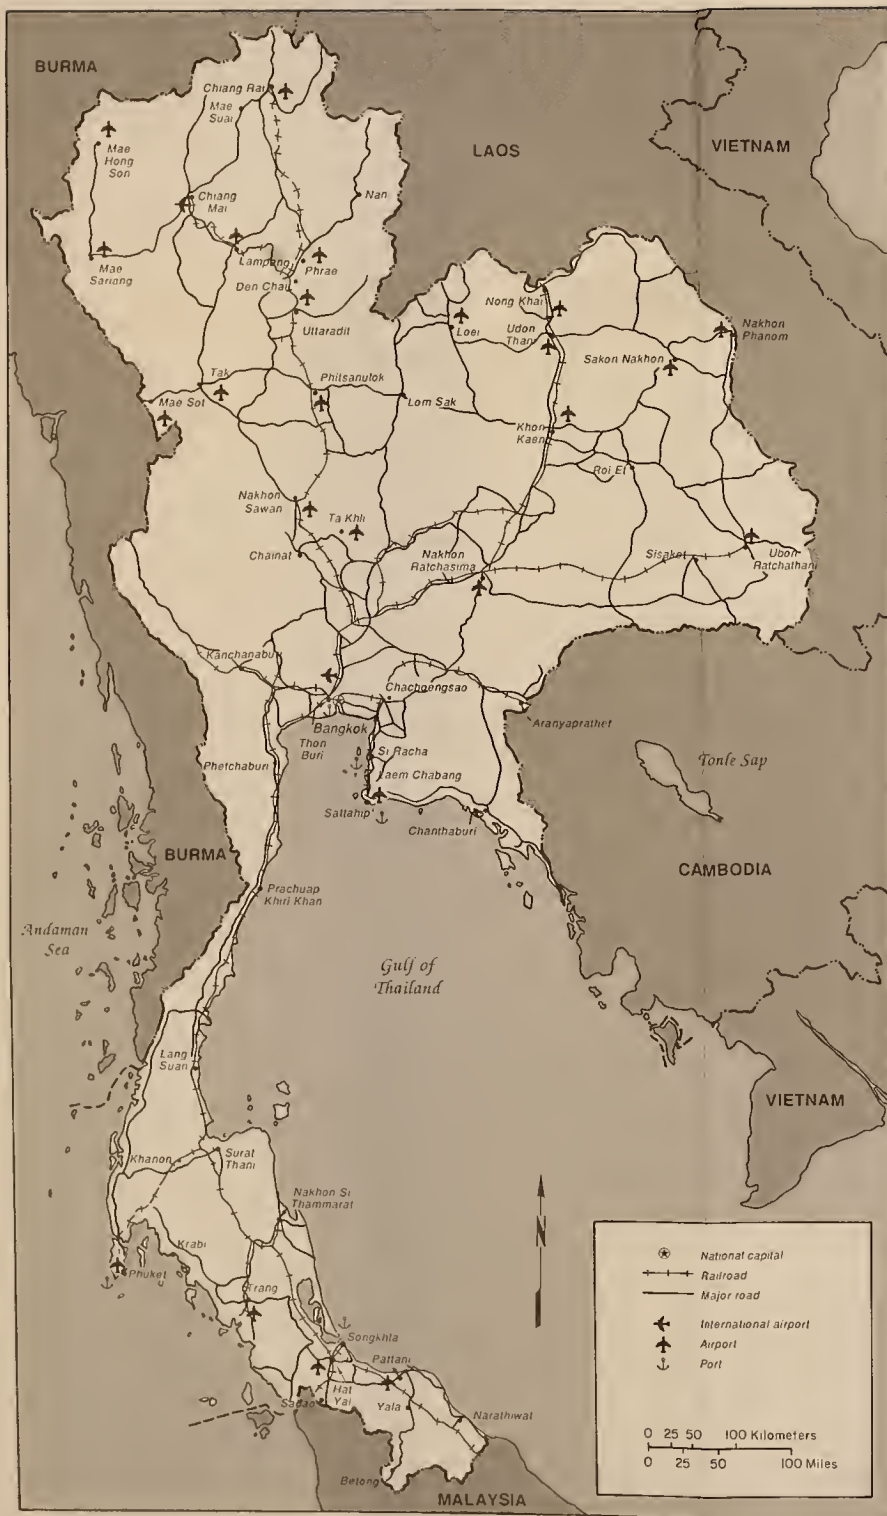 BURMA
Chiang Rai
Mae
Suai
LAOS
VIETNAM
Mae
Hong
Son
Chiang
Mai
Nan
Mae
Sariang
Lampang
Phrae
Den Chai
Uttaradit
Nong Khai
Loei
Udon
Thani
Nakhon
Phanom
Sakon Nakhon
Tak
Phitsanulok
Mae Sot
Lom Sak
Khon
Kaen
Roi Et
Nakhon
Sawan
Ta Khli
Chainat
Nakhon
Ratchasima
Sisaket
Ubon
Ratchathani
Kanchanaburi
Chachoengsao
Aranyaprathet
Bangkok
Thon
Buri
Phetchaburi
Si Racha
Laem Chabang
Sattahip
Chanthaburi
Tonle Sap
BURMA
CAMBODIA
Prachuap
Khiri Khan
Andaman
Sea
Gulf of
Thailand
Lang
Suan
VIETNAM
Khanon
Surat
Thani
Nakhon Si
Thammarat
Krabi
Phuket
Trang
Songkhla
Pattani
Hat
Yai
Sadao
Yala
Narathiwat
Betong
MALAYSIA
N
National capital
Railroad
Major road
International airport
Airport
Port
0 25 50 100 Kilometers
0 25 50 100 Miles